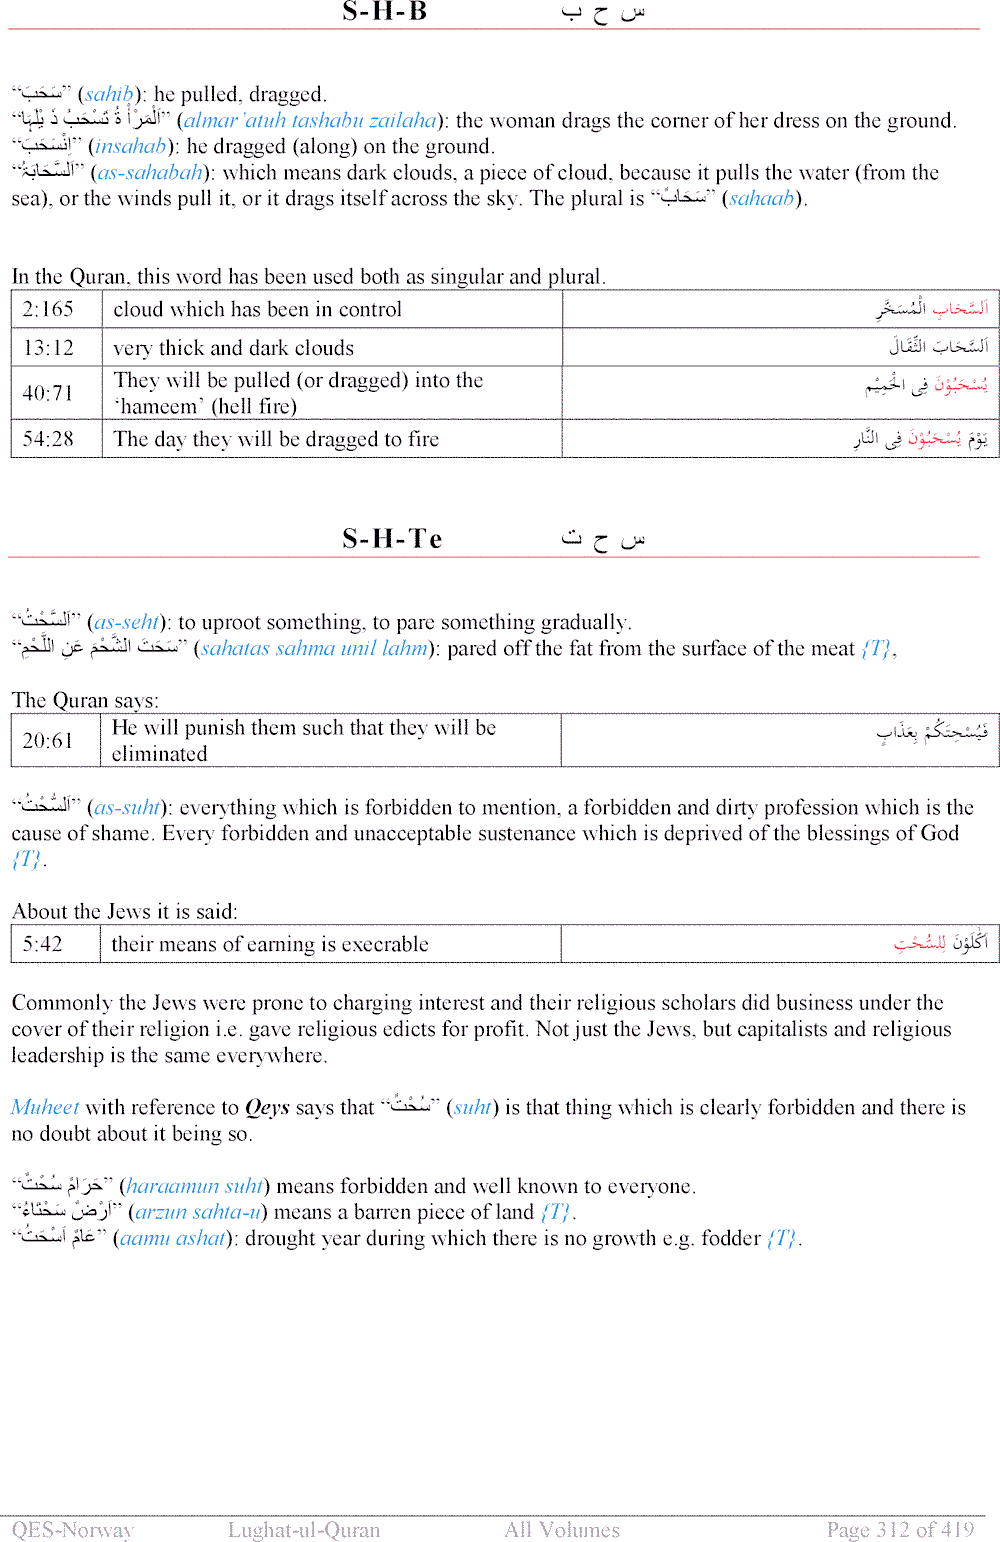 S-H-B س ح ب
“سَحَبَ” (sahib): he pulled, dragged.
“اَلْمَرْأَ ةُ تَسْحَبُ ذَ يْلَهَا” (almar’atuh tashabu zailaha): the woman drags the corner of her dress on the ground.
“اِنْسَحَبَ” (insahab): he dragged (along) on the ground.
“اَلسَّحَابَۃُ” (as-sahabah): which means dark clouds, a piece of cloud, because it pulls the water (from the
sea), or the winds pull it, or it drags itself across the sky. The plural is “سَحَابٌ” (sahaab).
In the Quran, this word has been used both as singular and plural.
2:165 cloud which has been in control اَلسَّحَابِ الْمُسَخَّرِ
13:12 very thick and dark clouds اَلسَّحَابَ الثِّقَالَ
40:71 They will be pulled (or dragged) into the
‘hameem’ (hell fire) يُسْحَبُوْنَ فِى الْحَمِيْمِ
54:28 The day they will be dragged to fire يَوْمَ يُسْحَبُوْنَ فِى النَّارِ
S-H-Te س ح ت
“اَلسَّحْتُ” (as-seht): to uproot something, to pare something gradually.
“سَحَتَ الشَّحْمَ عَنِ اللَّحْمِ” (sahatas sahma unil lahm): pared off the fat from the surface of the meat {T},
The Quran says:
20:61 He will punish them such that they will be
eliminated فَيُسْحِتَكُمْ بِعَذَابٍ
“اَلسُّحْتُ” (as-suht): everything which is forbidden to mention, a forbidden and dirty profession which is the
cause of shame. Every forbidden and unacceptable sustenance which is deprived of the blessings of God
{T}.
About the Jews it is said:
5:42 their means of earning is execrable اَكّٰلُوْنَ لِلسُّحْتِ
Commonly the Jews were prone to charging interest and their religious scholars did business under the
cover of their religion i.e. gave religious edicts for profit. Not just the Jews, but capitalists and religious
leadership is the same everywhere.
Muheet with reference to Qeys says that “سُحْتٌ” (suht) is that thing which is clearly forbidden and there is
no doubt about it being so.
“حَرَامٌ سُحْتٌ” (haraamun suht) means forbidden and well known to everyone.
“اَرْضٌ سَحْتَاءُ” (arzun sahta-u) means a barren piece of land {T}.
“عَامٌ اَسْحَتُ” (aamu ashat): drought year during which there is no growth e.g. fodder {T}.
QES-Norway Lughat-ul-Quran All Volumes Page 312 of 419